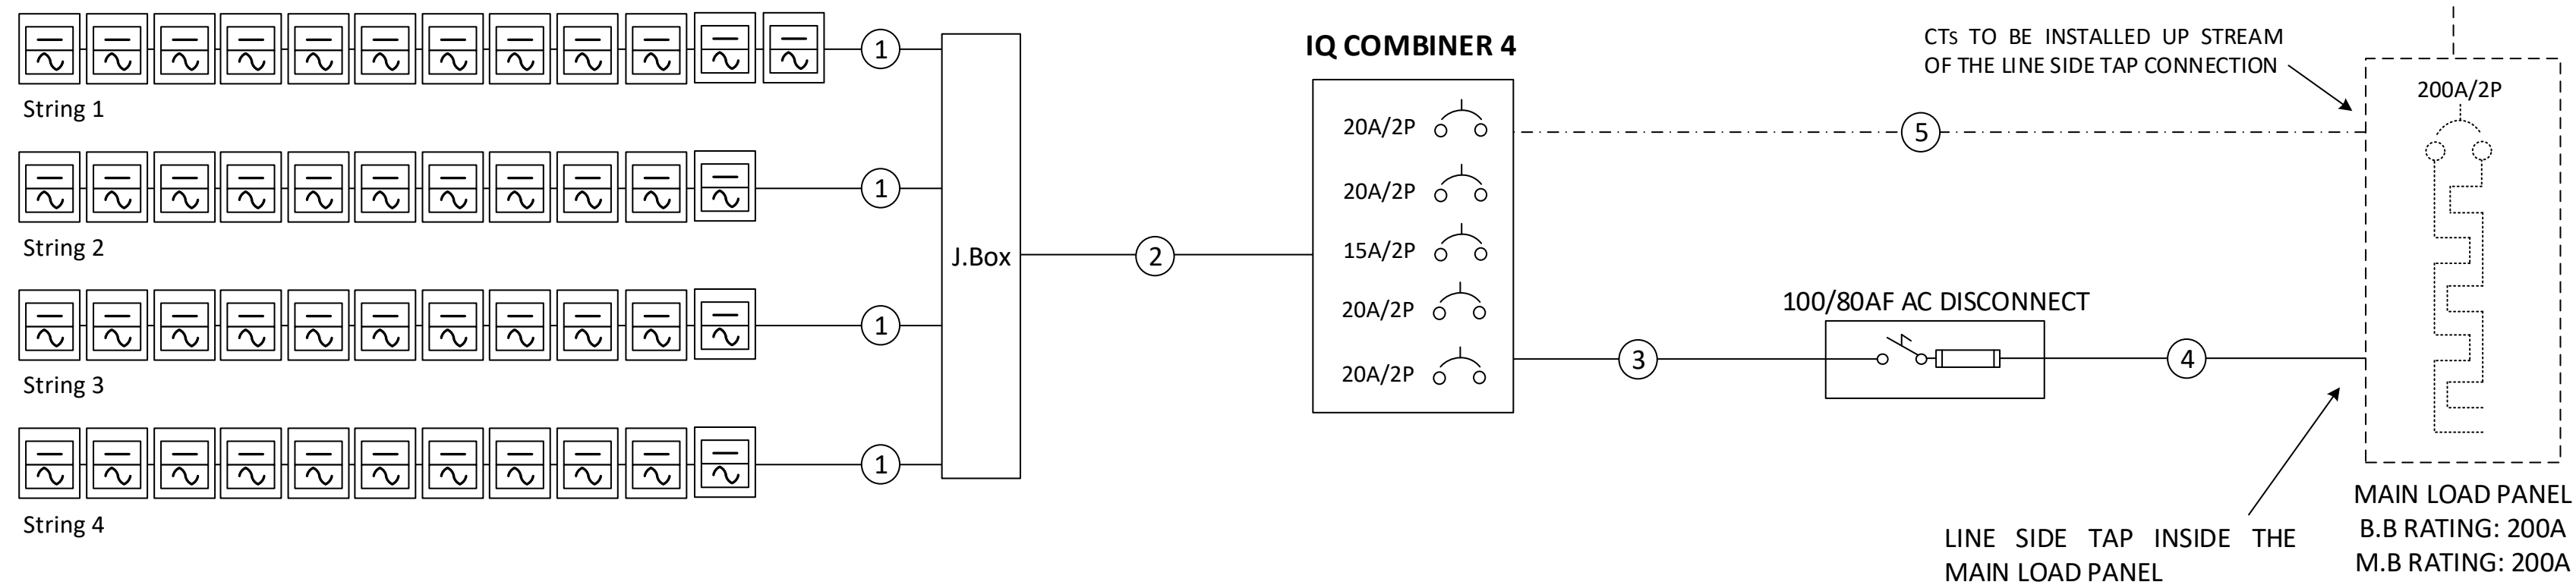 String 1
1
String 2
1
String 3
1
String 4
1
J.Box
2
IQ COMBINER 4
20A/2P
20A/2P
15A/2P
20A/2P
20A/2P
5
3
100/80AF AC DISCONNECT
4
CTS TO BE INSTALLED UP STREAM
OF THE LINE SIDE TAP CONNECTION
200A/2P
LINE SIDE TAP INSIDE THE
MAIN LOAD PANEL
MAIN LOAD PANEL
B.B RATING: 200A
M.B RATING: 200A